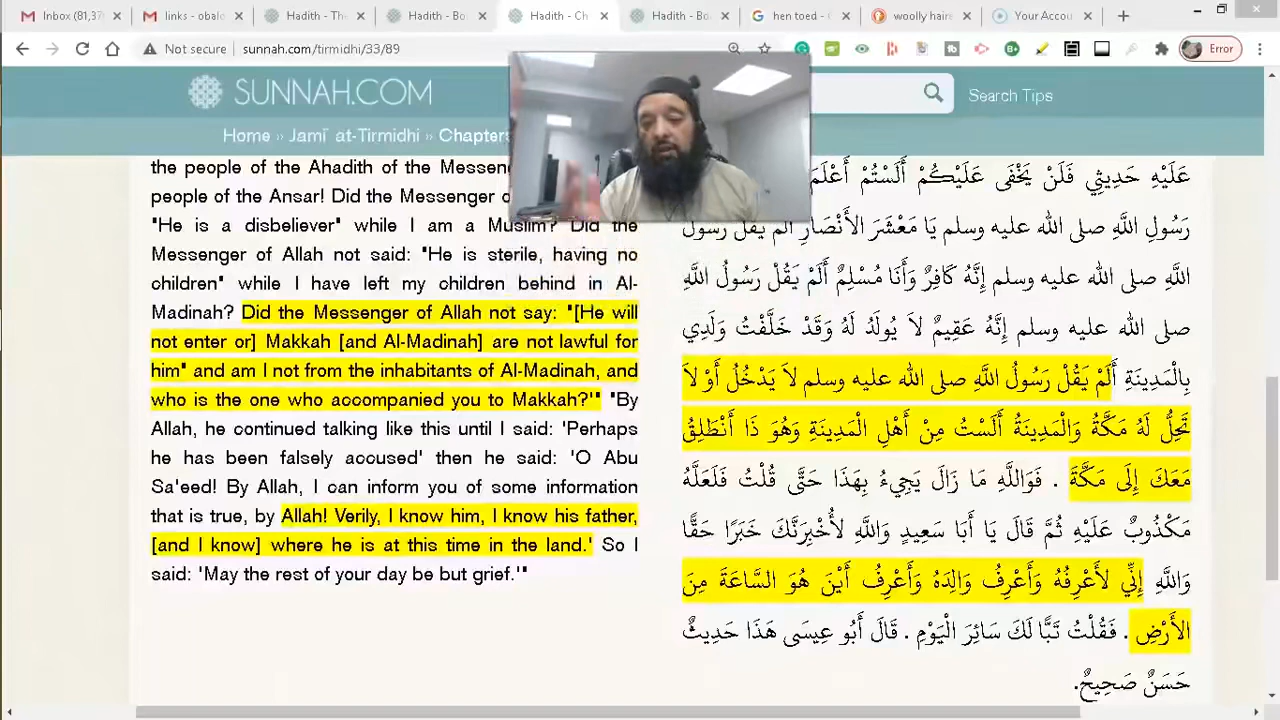 Inbox (81,37
links - obalo
Hadith - The
Hadith - Bo
Hadith - Ch
Hadith - Bo
hen toed -
woolly haire
Your Accou
Not secure
sunnah.com/tirmidhi/33/89
Error
SUNNAH.COM
Search Tips
Home » Jami` at-Tirmidhi » Chapters
the people of the Ahadith of the Messen
people of the Ansar! Did the Messenger o
"He is a disbeliever" while I am a Muslim? Did the
Messenger of Allah not said: "He is sterile, having no
children" while I have left my children behind in Al-
Madinah? Did the Messenger of Allah not say: "[He will
not enter or] Makkah [and Al-Madinah] are not lawful for
him" and am I not from the inhabitants of Al-Madinah, and
who is the one who accompanied you to Makkah?'" "By
Allah, he continued talking like this until I said: 'Perhaps
he has been falsely accused' then he said: 'O Abu
Sa'eed! By Allah, I can inform you of some information
that is true, by Allah! Verily, I know him, I know his father,
[and I know] where he is at this time in the land.' So I
said: 'May the rest of your day be but grief.'"
عَلَيْهِ حَدِيثِي فَلَنْ يَخْفَى عَلَيْكُمْ أَلَسْتُمْ أَعْلَمَ
رَسُولِ اللَّهِ صلى الله عليه وسلم يَا مَعْشَرَ الأَنْصَارِ أَلَمْ يَقُلْ رَسُولُ
اللَّهِ صلى الله عليه وسلم إِنَّهُ كَافِرٌ وَأَنَا مُسْلِمٌ أَلَمْ يَقُلْ رَسُولُ اللَّهِ
صلى الله عليه وسلم إِنَّهُ عَقِيمٌ لاَ يُولَدُ لَهُ وَقَدْ خَلَّفْتُ وَلَدِي
بِالْمَدِينَةِ أَلَمْ يَقُلْ رَسُولُ اللَّهِ صلى الله عليه وسلم لاَ يَدْخُلُ أَوْ لاَ
تَحِلُّ لَهُ مَكَّةُ وَالْمَدِينَةُ أَلَسْتُ مِنْ أَهْلِ الْمَدِينَةِ وَهُوَ ذَا أَنْطَلِقُ
مَعَكَ إِلَى مَكَّةَ . فَوَاللَّهِ مَا زَالَ يَجِيءُ بِهَذَا حَتَّى قُلْتُ فَلَعَلَّهُ
مَكْذُوبٌ عَلَيْهِ ثُمَّ قَالَ يَا أَبَا سَعِيدٍ وَاللَّهِ لأُخْبِرَنَّكَ خَبَرًا حَقًّا
وَاللَّهِ إِنِّي لأَعْرِفُهُ وَأَعْرِفُ وَالِدَهُ وَأَعْرِفُ أَيْنَ هُوَ السَّاعَةَ مِنَ
الأَرْضِ . فَقُلْتُ تَبًّا لَكَ سَائِرَ الْيَوْمِ . قَالَ أَبُو عِيسَى هَذَا حَدِيثٌ
حَسَنٌ صَحِيحٌ.